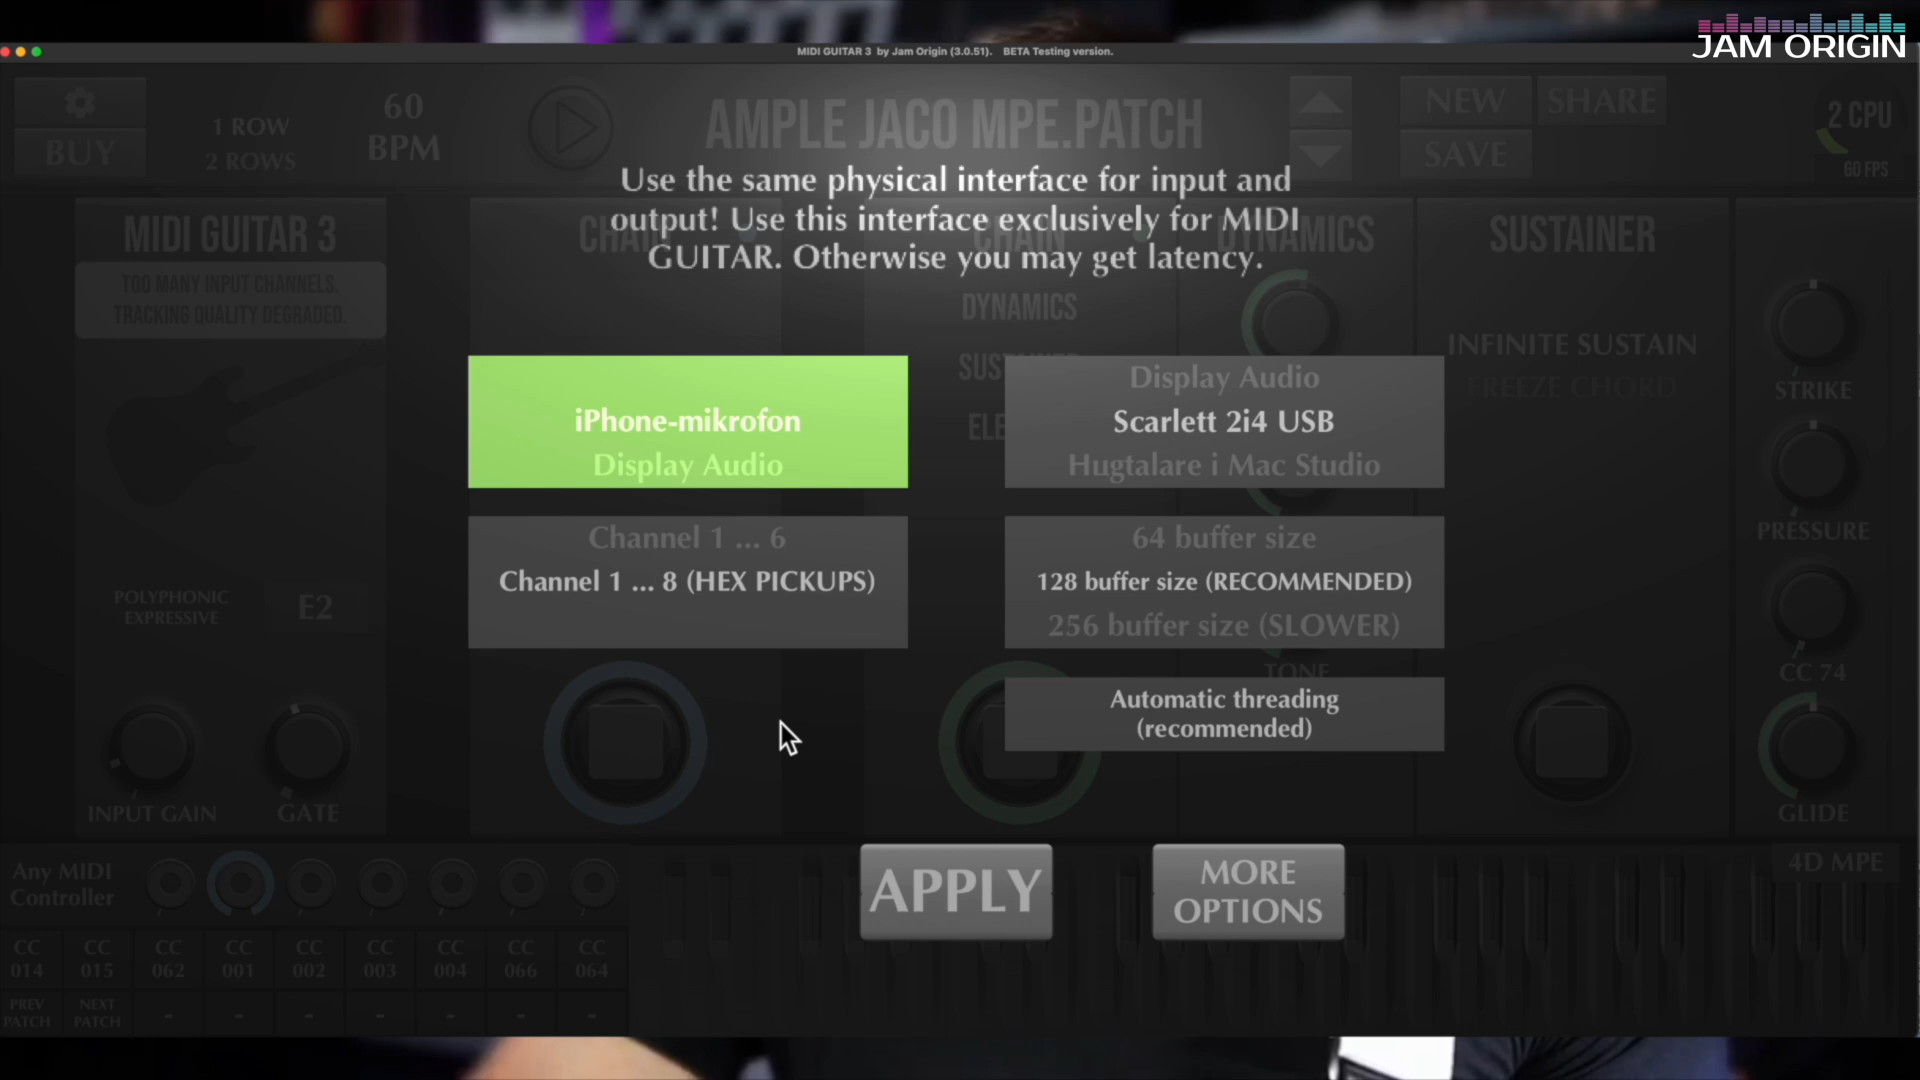 JAM ORIGIN
MIDI GUITAR 3 by Jam Origin (3.0.51). BETA Testing version.
BUY
1 ROW
2 ROWS
60
BPM
AMPLE JACO MPE.PATCH
NEW
SHARE
SAVE
2 CPU
60 FPS
Use the same physical interface for input and
output! Use this interface exclusively for MIDI
GUITAR. Otherwise you may get latency.
MIDI GUITAR 3
TOO MANY INPUT CHANNELS.
TRACKING QUALITY DEGRADED.
CHAIN
DYNAMICS
SUSTAINER
DYNAMICS
INFINITE SUSTAIN
FREEZE CHORD
STRIKE
PRESSURE
CC 74
GLIDE
iPhone-mikrofon
Display Audio
Display Audio
Scarlett 2i4 USB
Hugtalare i Mac Studio
Channel 1 ... 6
Channel 1 ... 8 (HEX PICKUPS)
64 buffer size
128 buffer size (RECOMMENDED)
256 buffer size (SLOWER)
TONE
Automatic threading
(recommended)
POLYPHONIC
EXPRESSIVE
E2
INPUT GAIN
GATE
APPLY
MORE
OPTIONS
Any MIDI
Controller
4D MPE
CC CC CC CC CC CC CC CC CC
014 015 062 001 002 003 004 066 064
PREV NEXT
PATCH PATCH - - - - - - -